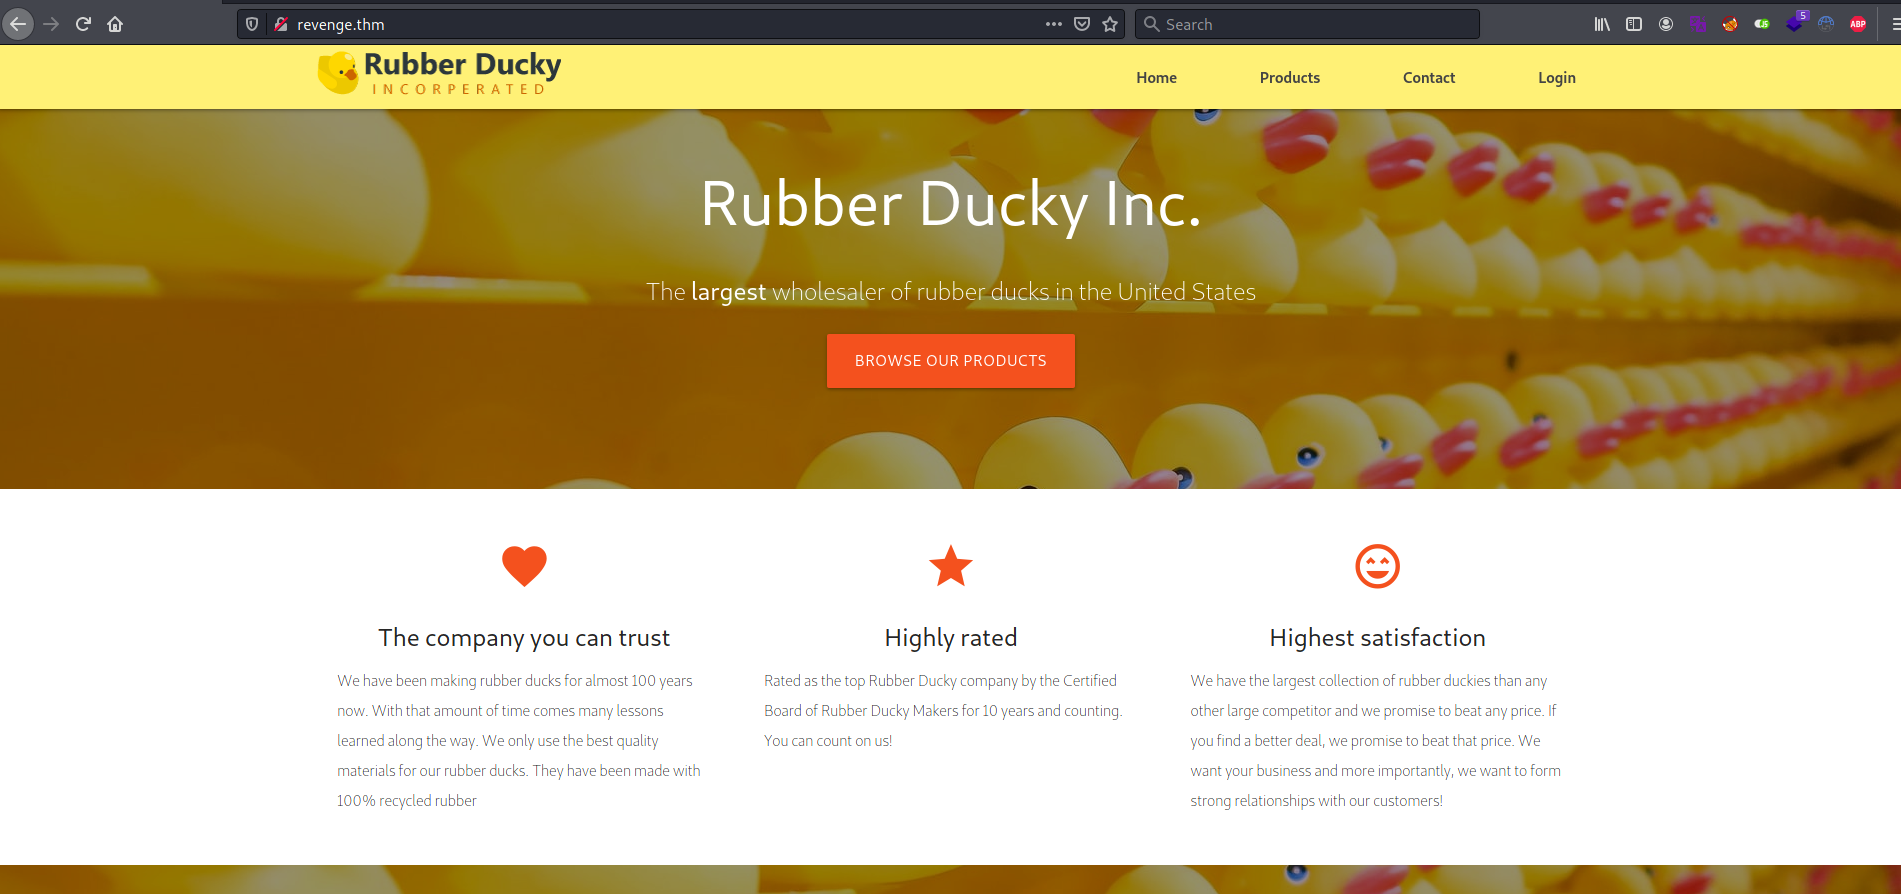 revenge.thm
Search
5
ABP
Rubber Ducky
INCORPERATED
Home Products Contact Login
Rubber Ducky Inc.
The largest wholesaler of rubber ducks in the United States
BROWSE OUR PRODUCTS
The company you can trust
We have been making rubber ducks for almost 100 years
now. With that amount of time comes many lessons
learned along the way. We only use the best quality
materials for our rubber ducks. They have been made with
100% recycled rubber
Highly rated
Rated as the top Rubber Ducky company by the Certified
Board of Rubber Ducky Makers for 10 years and counting.
You can count on us!
Highest satisfaction
We have the largest collection of rubber duckies than any
other large competitor and we promise to beat any price. If
you find a better deal, we promise to beat that price. We
want your business and more importantly, we want to form
strong relationships with our customers!